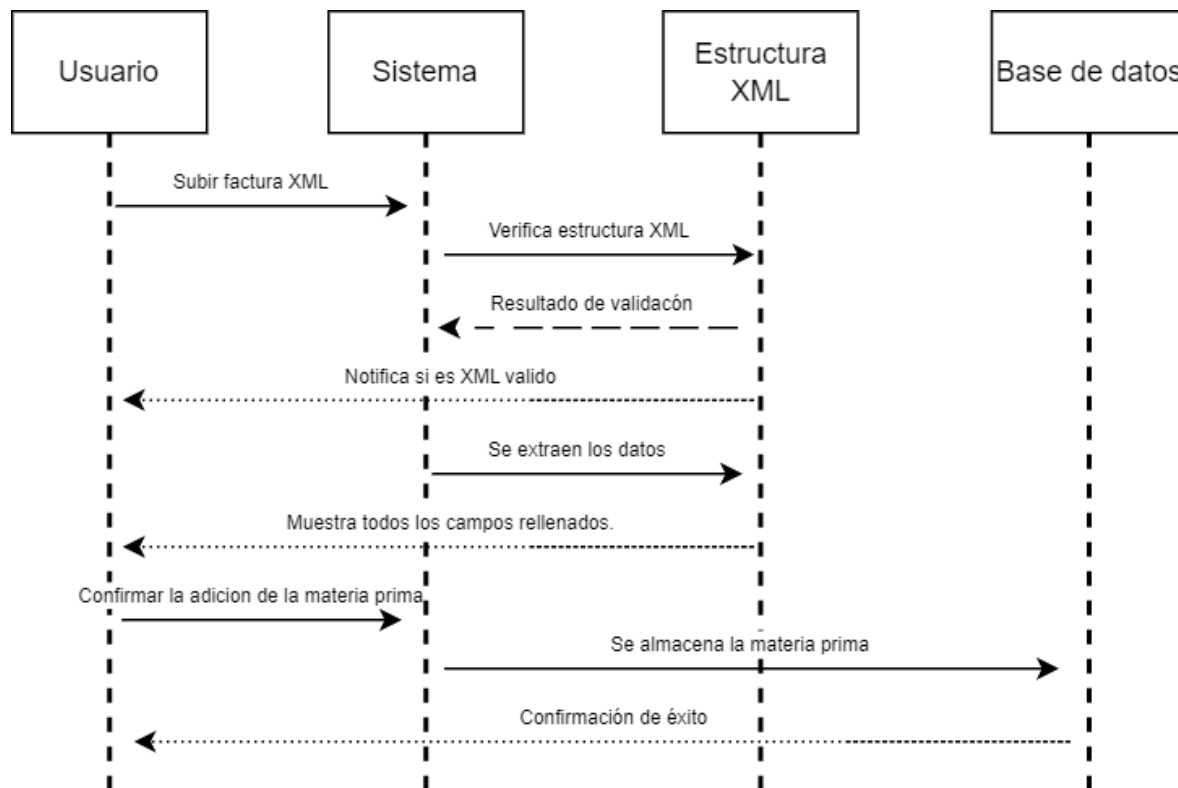 Usuario
Sistema
Estructura
XML
Base de datos
Subir factura XML
Verifica estructura XML
Resultado de validacón
Notifica si es XML valido
Se extraen los datos
Muestra todos los campos rellenados.
Confirmar la adicion de la materia prima
Se almacena la materia prima
Confirmación de éxito